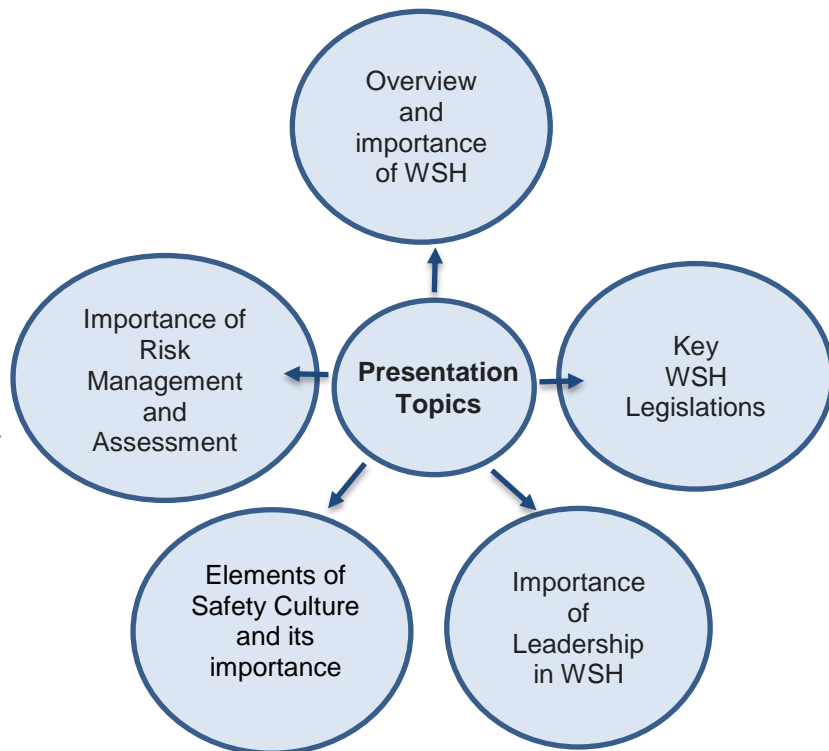 Overview
and
importance
of WSH
Importance of
Risk
Management
and
Assessment
Presentation
Topics
Key
WSH
Legislations
Elements of
Safety Culture
and its
importance
Importance
of
Leadership
in WSH